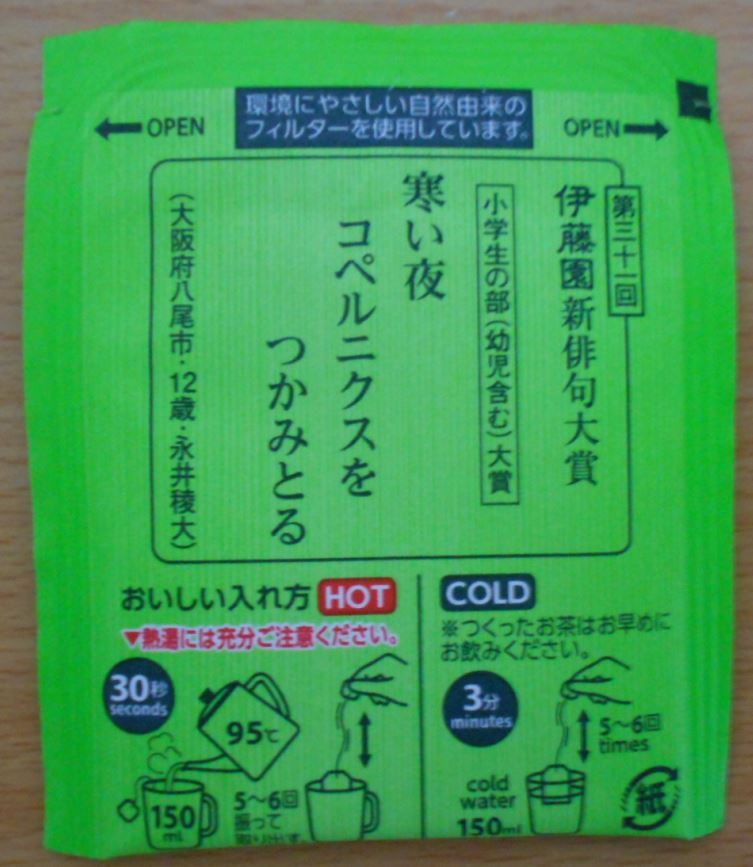 環境にやさしい自然由来の
フィルターを使用しています。
OPEN
OPEN
第三十一回
伊藤園新俳句大賞
小学生の部(幼児含む)大賞
寒い夜
コペルニクスを
つかみとる
(大阪府八尾市・12歳・永井稜大)
おいしい入れ方 HOT
▼熱湯には充分ご注意ください。
30秒
seconds
95℃
150
ml
5〜6回
振って
取り出す。
COLD
※つくったお茶はお早めに
お飲みください。
3分
minutes
5〜6回
times
cold
water
150ml
紙